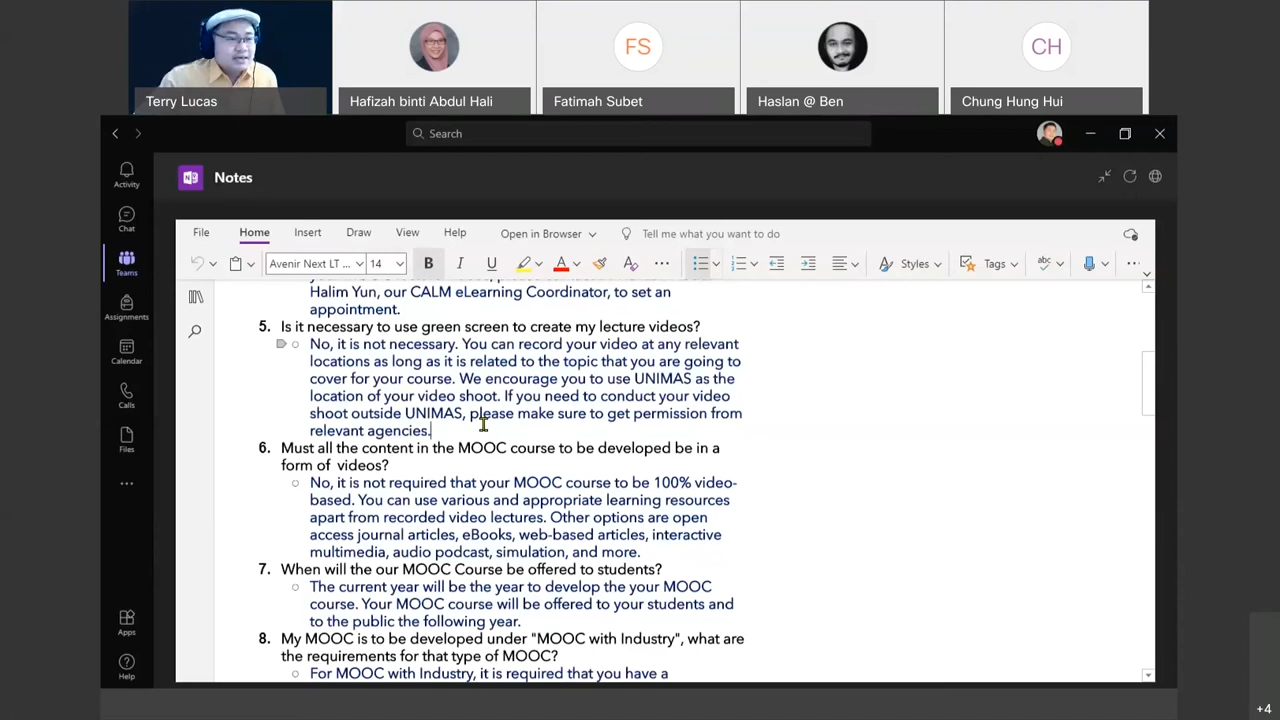 FS
CH
Terry Lucas
Hafizah binti Abdul Hali
Fatimah Subet
Haslan @ Ben
Chung Hung Hui
Search
Notes
Activity
Chat
Teams
Assignments
Calendar
Calls
Files
Apps
Help
File Home Insert Draw View Help Open in Browser Tell me what you want to do
Avenir Next LT ... 14 B I U A Styles Tags abc
Halim Yun, our CALM eLearning Coordinator, to set an
appointment.
5. Is it necessary to use green screen to create my lecture videos?
No, it is not necessary. You can record your video at any relevant
locations as long as it is related to the topic that you are going to
cover for your course. We encourage you to use UNIMAS as the
location of your video shoot. If you need to conduct your video
shoot outside UNIMAS, please make sure to get permission from
relevant agencies.
6. Must all the content in the MOOC course to be developed be in a
form of videos?
No, it is not required that your MOOC course to be 100% video-
based. You can use various and appropriate learning resources
apart from recorded video lectures. Other options are open
access journal articles, eBooks, web-based articles, interactive
multimedia, audio podcast, simulation, and more.
7. When will the our MOOC Course be offered to students?
The current year will be the year to develop the your MOOC
course. Your MOOC course will be offered to your students and
to the public the following year.
8. My MOOC is to be developed under "MOOC with Industry", what are
the requirements for that type of MOOC?
For MOOC with Industry, it is required that you have a
+4